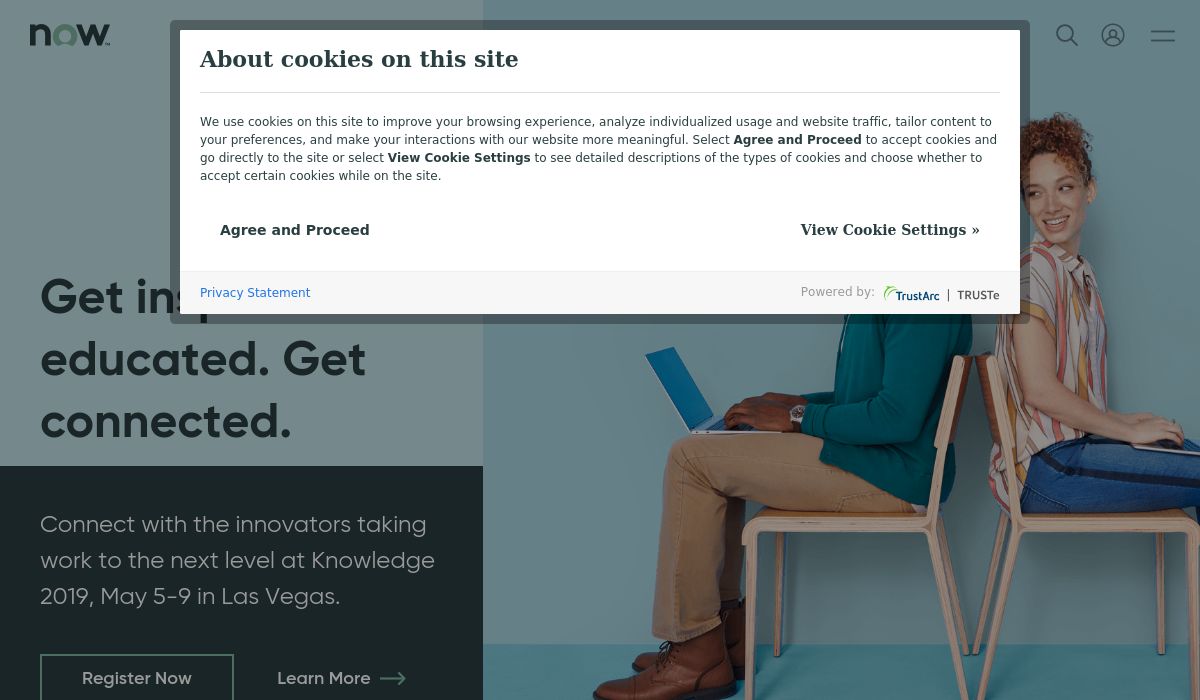 now
About cookies on this site
We use cookies on this site to improve your browsing experience, analyze individualized usage and website traffic, tailor content to
your preferences, and make your interactions with our website more meaningful. Select Agree and Proceed to accept cookies and
go directly to the site or select View Cookie Settings to see detailed descriptions of the types of cookies and choose whether to
accept certain cookies while on the site.
Agree and Proceed
View Cookie Settings »
Privacy Statement
Powered by: TrustArc | TRUSTe
Get
educated. Get
connected.
Connect with the innovators taking
work to the next level at Knowledge
2019, May 5-9 in Las Vegas.
Register Now
Learn More